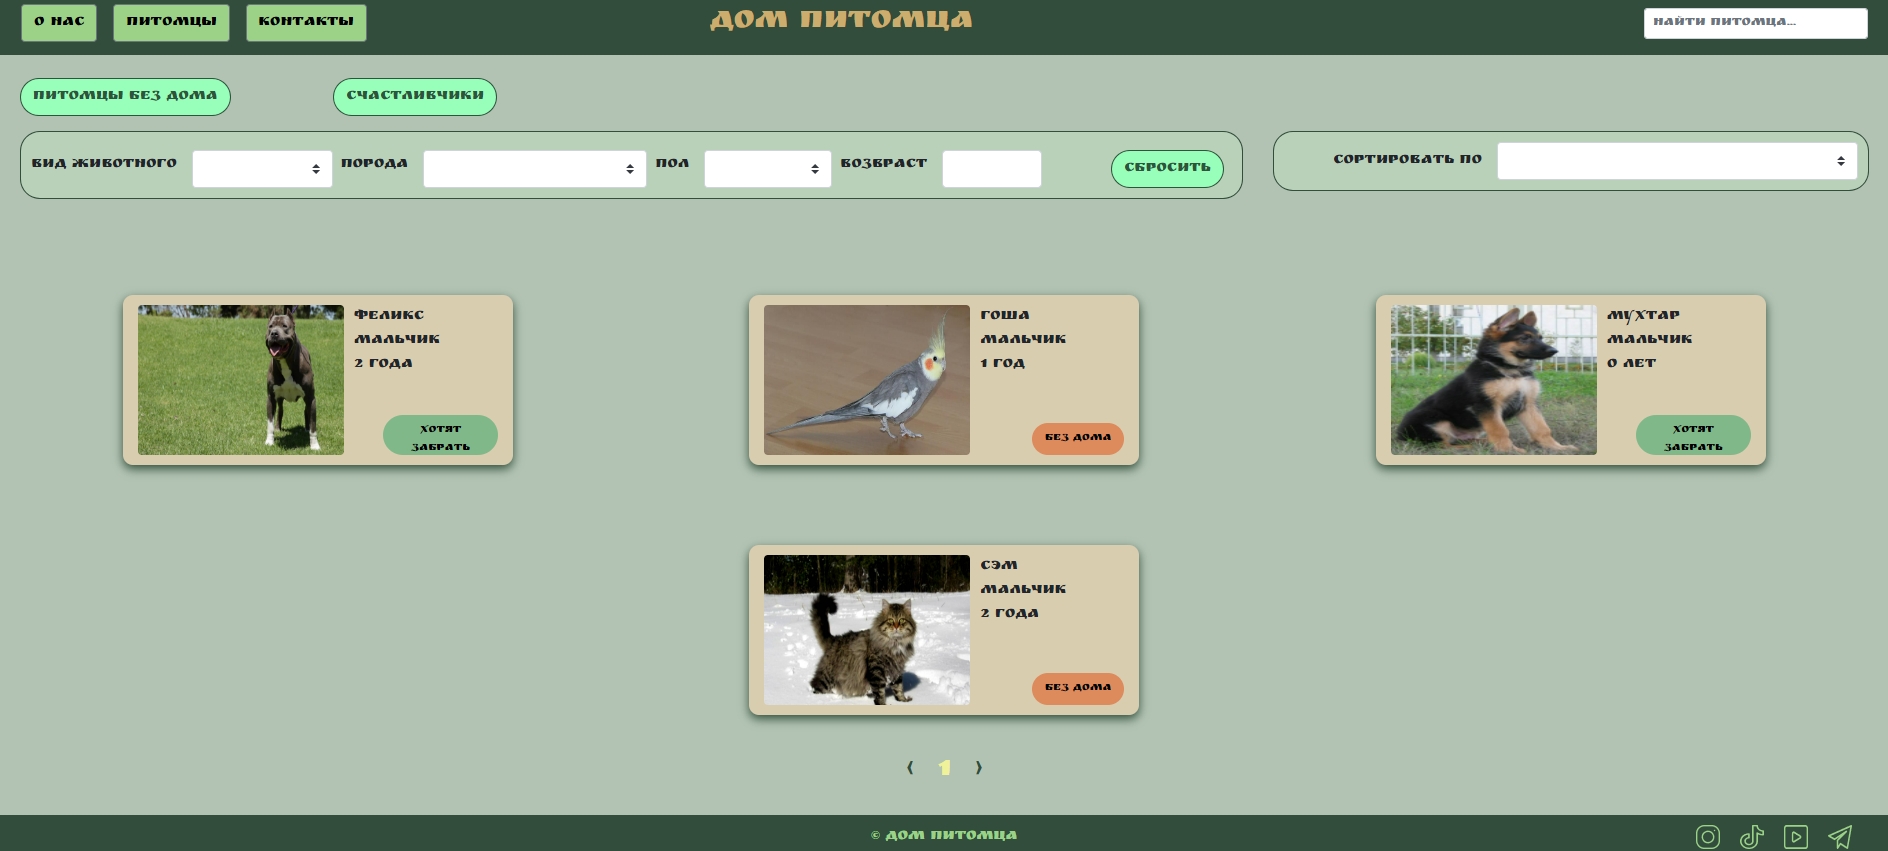 О НАС
ПИТОМЦЫ
КОНТАКТЫ
ДОМ ПИТОМЦА
НАЙТИ ПИТОМЦА...
ПИТОМЦЫ БЕЗ ДОМА
СЧАСТЛИВЧИКИ
ВИД ЖИВОТНОГО
ПОРОДА
ПОЛ
ВОЗВРАСТ
СБРОСИТЬ
СОРТИРОВАТЬ ПО
ФЕЛИКС
МАЛЬЧИК
2 ГОДА
ХОТЯТ
ЗАБРАТЬ
ГОША
МАЛЬЧИК
1 ГОД
БЕЗ ДОМА
МУХТАР
МАЛЬЧИК
0 ЛЕТ
ХОТЯТ
ЗАБРАТЬ
СЭМ
МАЛЬЧИК
2 ГОДА
БЕЗ ДОМА
⟨ 1 ⟩
© ДОМ ПИТОМЦА